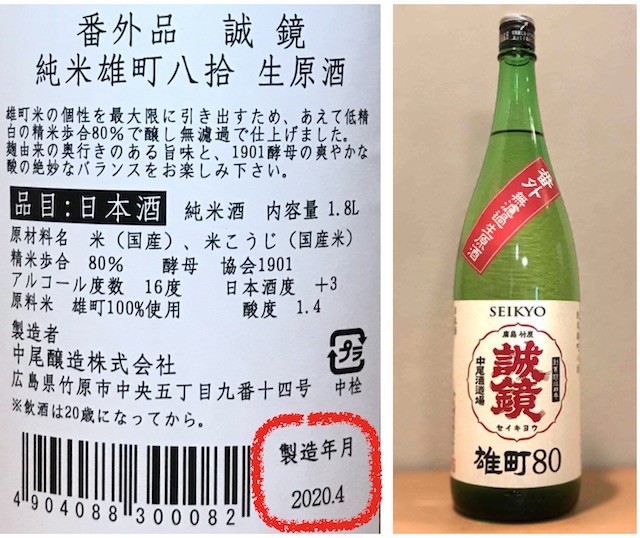 番外品 誠鏡
純米雄町八拾 生原酒
雄町米の個性を最大限に引き出すため、あえて低精
白の精米歩合80%で醸し無濾過で仕上げました。
麹由来の奥行きのある旨味と、1901酵母の爽やかな
酸の絶妙なバランスをお楽しみ下さい。
品目:日本酒 純米酒 内容量 1.8L
原材料名 米(国産)、米こうじ(国産米)
精米歩合 80% 酵母 協会1901
アルコール度数 16度 日本酒度 +3
原料米 雄町100%使用 酸度 1.4
製造者
中尾醸造株式会社
プラ
広島県竹原市中央五丁目九番十四号 中栓
※飲酒は20歳になってから。
製造年月
2020.4
4 904088 300082
番外 無濾過生原酒
SEIKYO
廣島 竹原
誠鏡
中尾酒酒場
セイキヨウ
雄町80